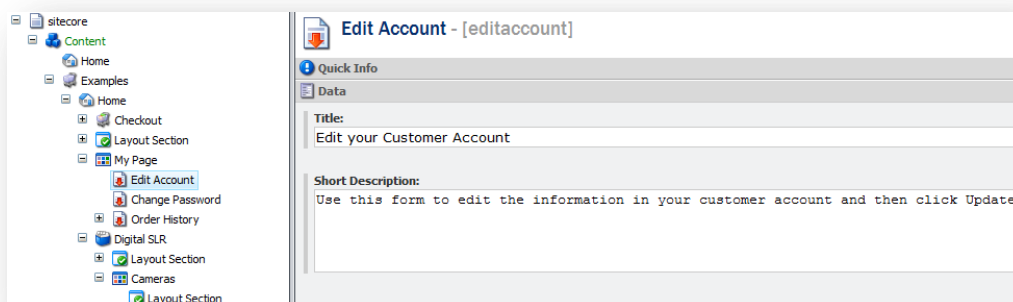 sitecore
Content
Home
Examples
Home
Checkout
Layout Section
My Page
Edit Account
Change Password
Order History
Digital SLR
Layout Section
Cameras
Layout Section
Edit Account - [editaccount]
Quick Info
Data
Title:
Edit your Customer Account
Short Description:
Use this form to edit the information in your customer account and then click Update